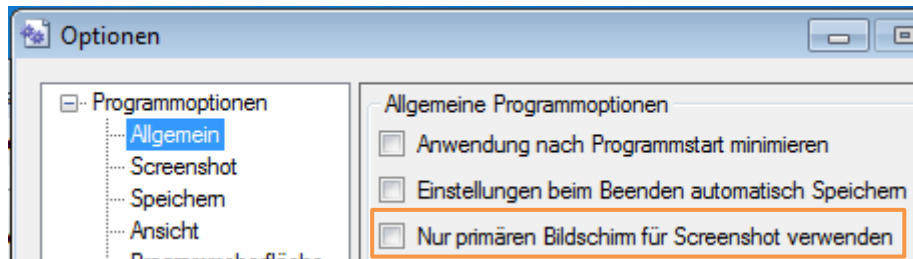 Optionen
Programmoptionen
Allgemein
Screenshot
Speichern
Ansicht
Allgemeine Programmoptionen
Anwendung nach Programmstart minimieren
Einstellungen beim Beenden automatisch Speichern
Nur primären Bildschirm für Screenshot verwenden